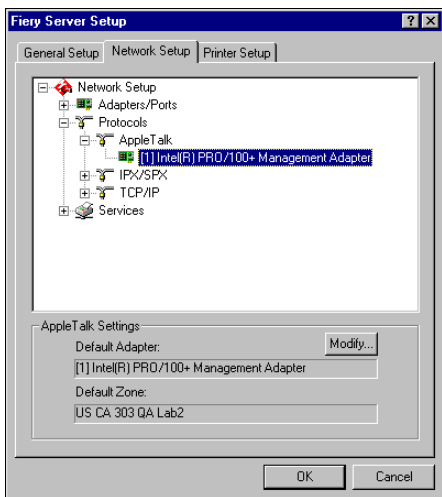 Fiery Server Setup
General Setup Network Setup Printer Setup
Network Setup
Adapters/Ports
Protocols
AppleTalk
[1] Intel(R) PRO/100+ Management Adapter
IPX/SPX
TCP/IP
Services
AppleTalk Settings
Default Adapter:
Modify...
[1] Intel(R) PRO/100+ Management Adapter
Default Zone:
US CA 303 QA Lab2
OK Cancel